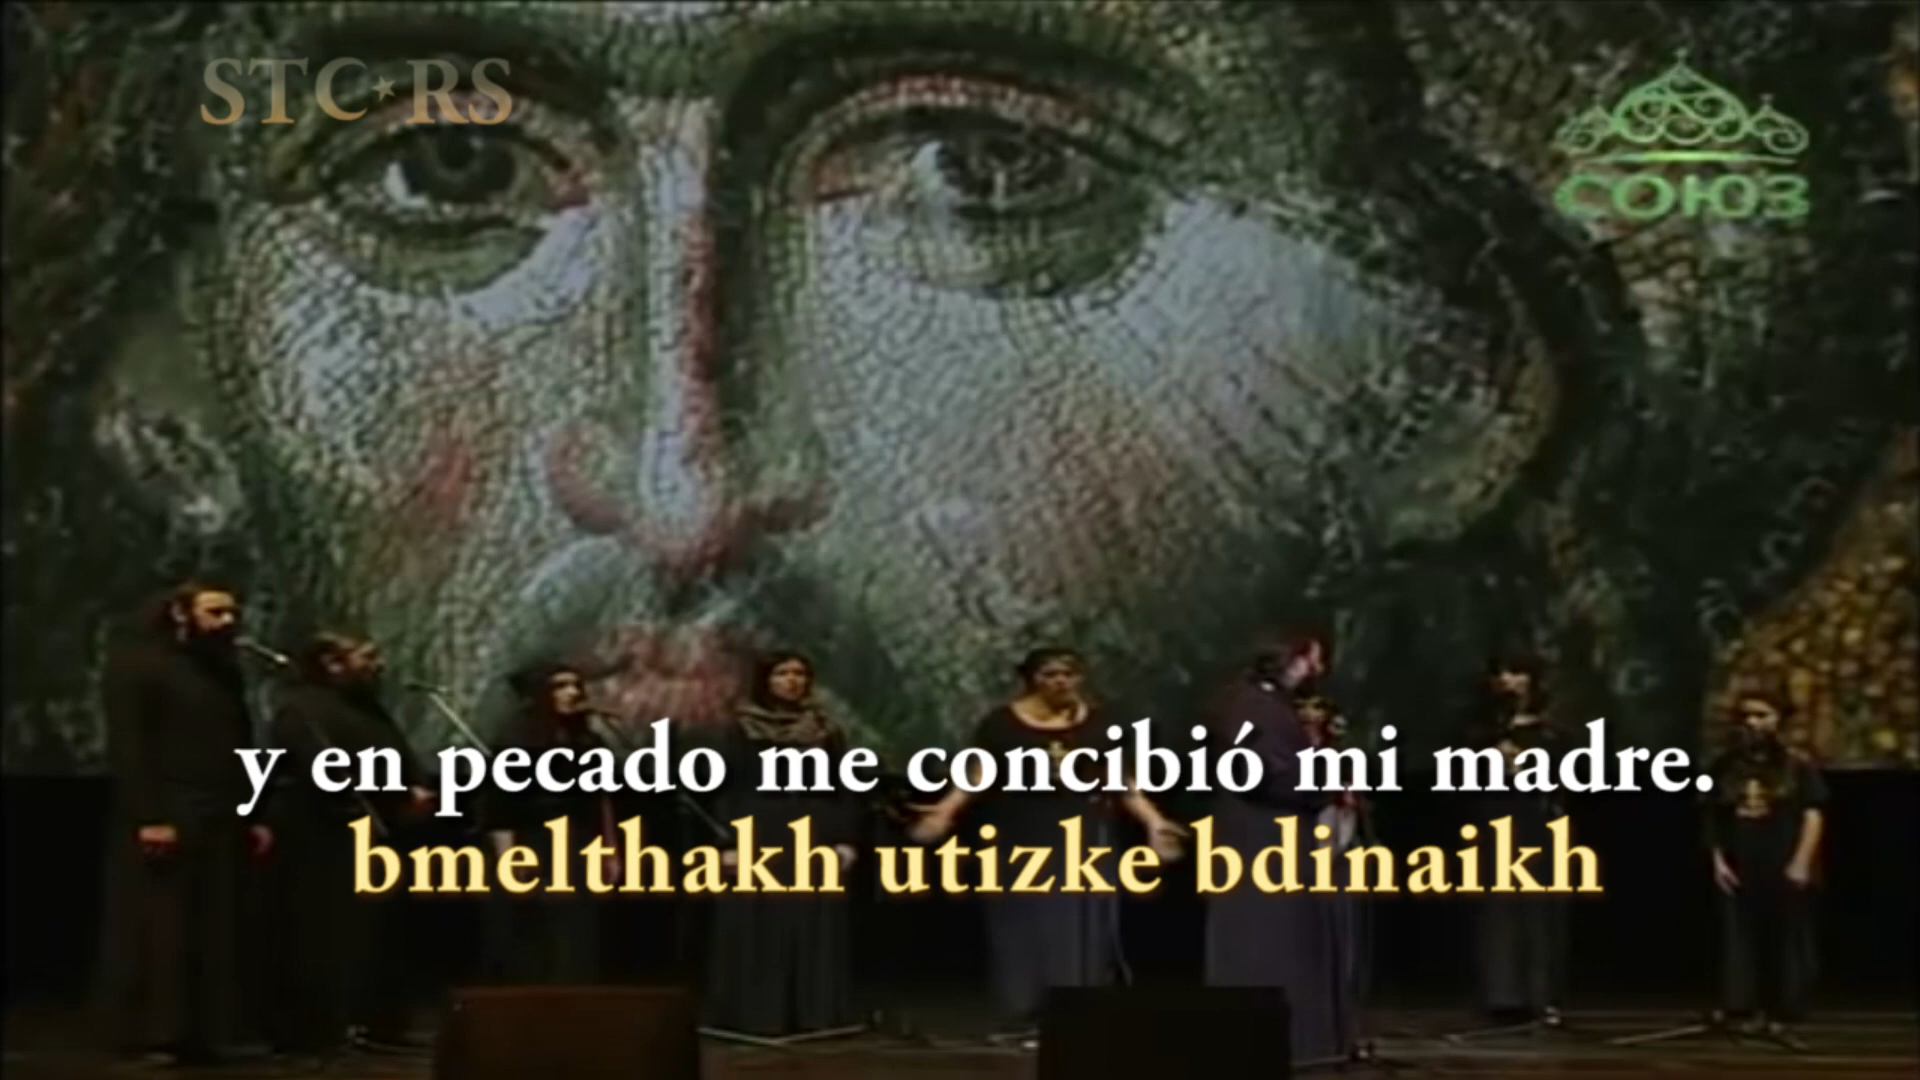 STC★RS
СОЮЗ
y en pecado me concibió mi madre.
bmelthakh utizke bdinaikh